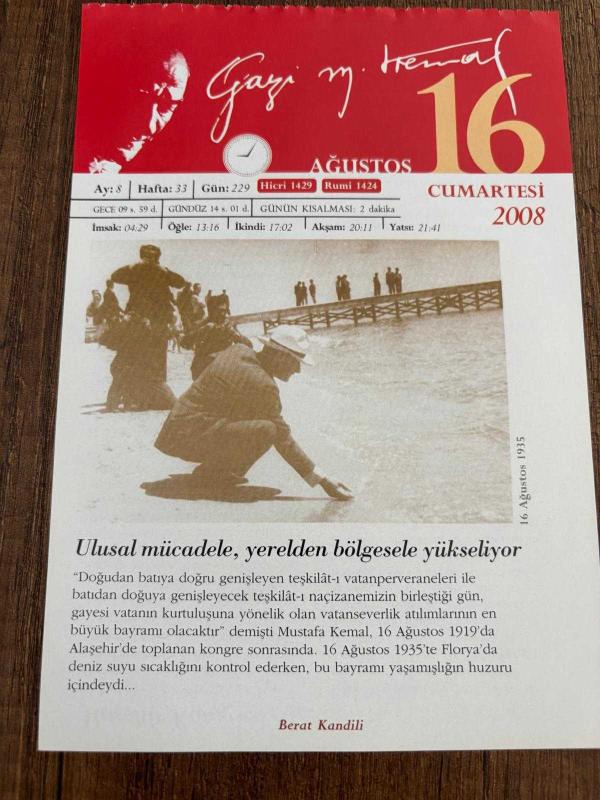 Gazi M. Kemal
16
AĞUSTOS
CUMARTESİ
2008
Ay: 8 Hafta: 33 Gün: 229 Hicri 1429 Rumi 1424
GECE 09 s. 59 d. GÜNDÜZ 14 s. 01 d. GÜNÜN KISALMASI: 2 dakika
İmsak: 04:29 Öğle: 13:16 İkindi: 17:02 Akşam: 20:11 Yatsı: 21:41
16 Ağustos 1935
Ulusal mücadele, yerelden bölgesele yükseliyor
“Doğudan batıya doğru genişleyen teşkilât-ı vatanperveraneleri ile
batıdan doğuya genişleyecek teşkilât-ı naçizanemizin birleştiği gün,
gayesi vatanın kurtuluşuna yönelik olan vatanseverlik atılımlarının en
büyük bayramı olacaktır” demişti Mustafa Kemal, 16 Ağustos 1919’da
Alaşehir’de toplanan kongre sonrasında. 16 Ağustos 1935’te Florya’da
deniz suyu sıcaklığını kontrol ederken, bu bayramı yaşamışlığın huzuru
içindeydi...
Berat Kandili